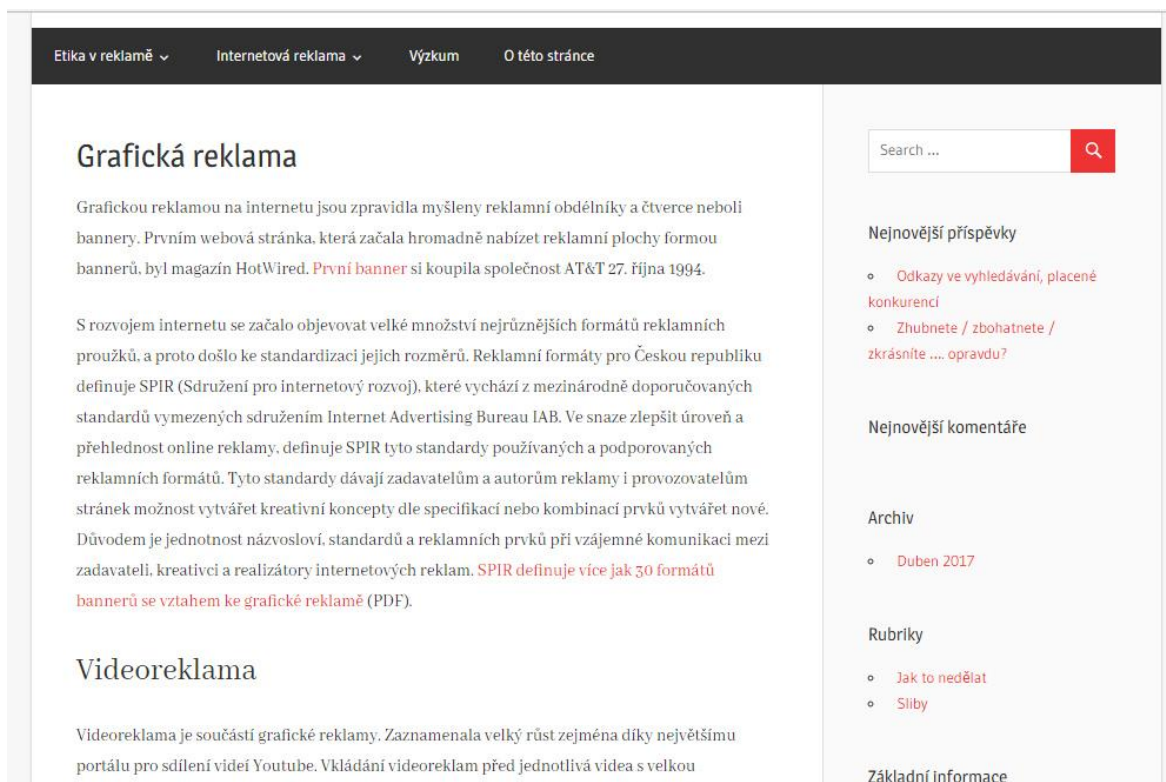 Etika v reklamě Internetová reklama Výzkum O této stránce
Grafická reklama
Grafickou reklamou na internetu jsou zpravidla myšleny reklamní obdélníky a čtverce neboli
bannery. Prvním webová stránka, která začala hromadně nabízet reklamní plochy formou
bannerů, byl magazín HotWired. První banner si koupila společnost AT&T 27. října 1994.
S rozvojem internetu se začalo objevovat velké množství nejrůznějších formátů reklamních
proužků, a proto došlo ke standardizaci jejich rozměrů. Reklamní formáty pro Českou republiku
definuje SPIR (Sdružení pro internetový rozvoj), které vychází z mezinárodně doporučovaných
standardů vymezených sdružením Internet Advertising Bureau IAB. Ve snaze zlepšit úroveň a
přehlednost online reklamy, definuje SPIR tyto standardy používaných a podporovaných
reklamních formátů. Tyto standardy dávají zadavatelům a autorům reklamy i provozovatelům
stránek možnost vytvářet kreativní koncepty dle specifikací nebo kombinací prvků vytvářet nové.
Důvodem je jednotnost názvosloví, standardů a reklamních prvků při vzájemné komunikaci mezi
zadavateli, kreativci a realizátory internetových reklam. SPIR definuje více jak 30 formátů
bannerů se vztahem ke grafické reklamě (PDF).
Videoreklama
Videoreklama je součástí grafické reklamy. Zaznamenala velký růst zejména díky největšímu
portálu pro sdílení videí Youtube. Vkládání videoreklam před jednotlivá videa s velkou
Search ...
Nejnovější příspěvky
Odkazy ve vyhledávání, placené
konkurencí
Zhubnete / zbohatnete /
zkrásníte .... opravdu?
Nejnovější komentáře
Archiv
Duben 2017
Rubriky
Jak to nedělat
Sliby
Základní informace